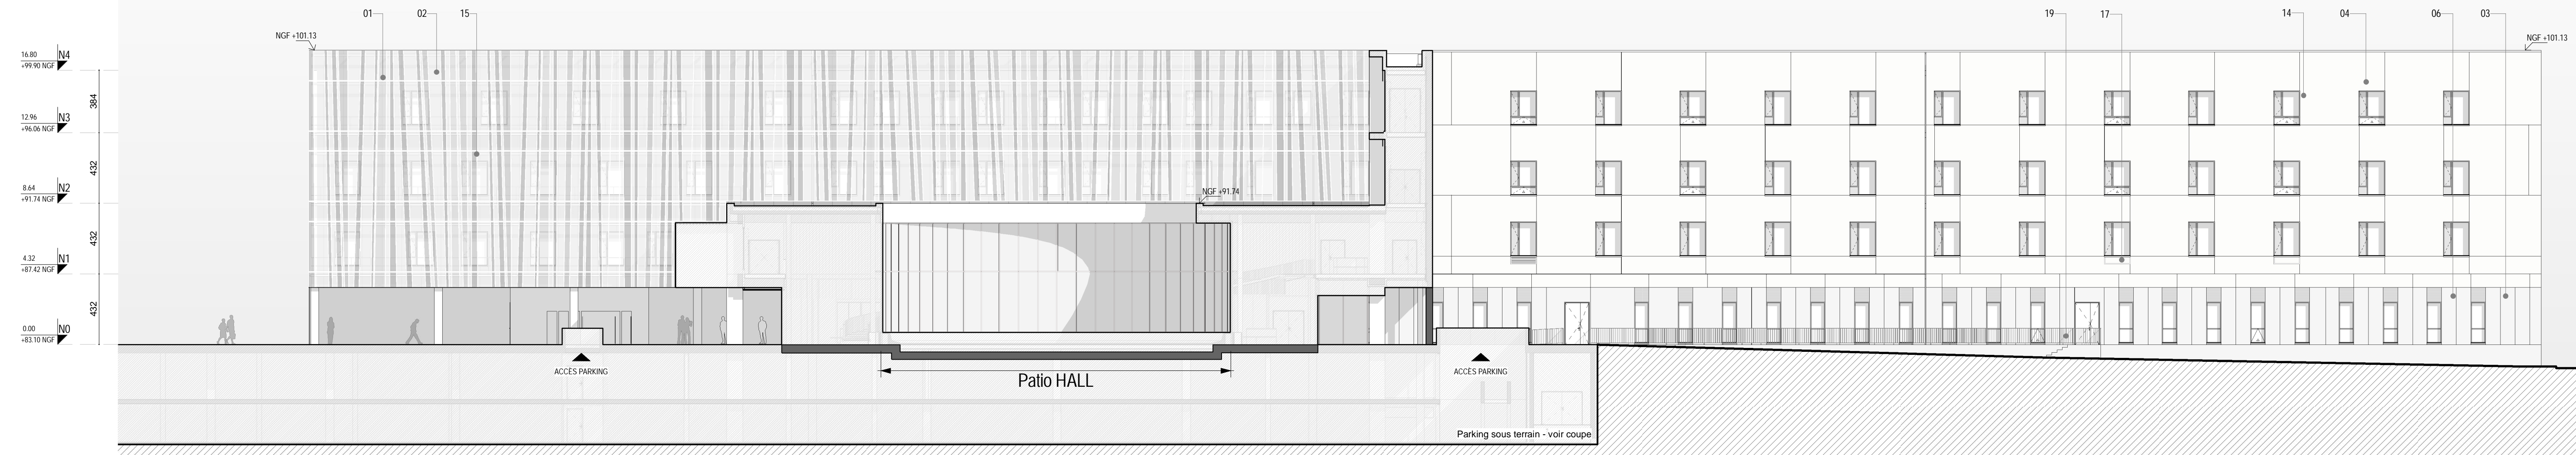 01
02
15
19
17
14
04
06
03
NGF +101.13
NGF +101.13
16.80
N4
+99.90 NGF
384
12.96
N3
+96.06 NGF
432
8.64
N2
+91.74 NGF
NGF +91.74
432
4.32
N1
+87.42 NGF
432
0.00
N0
+83.10 NGF
ACCÈS PARKING
Patio HALL
ACCÈS PARKING
Parking sous terrain - voir coupe